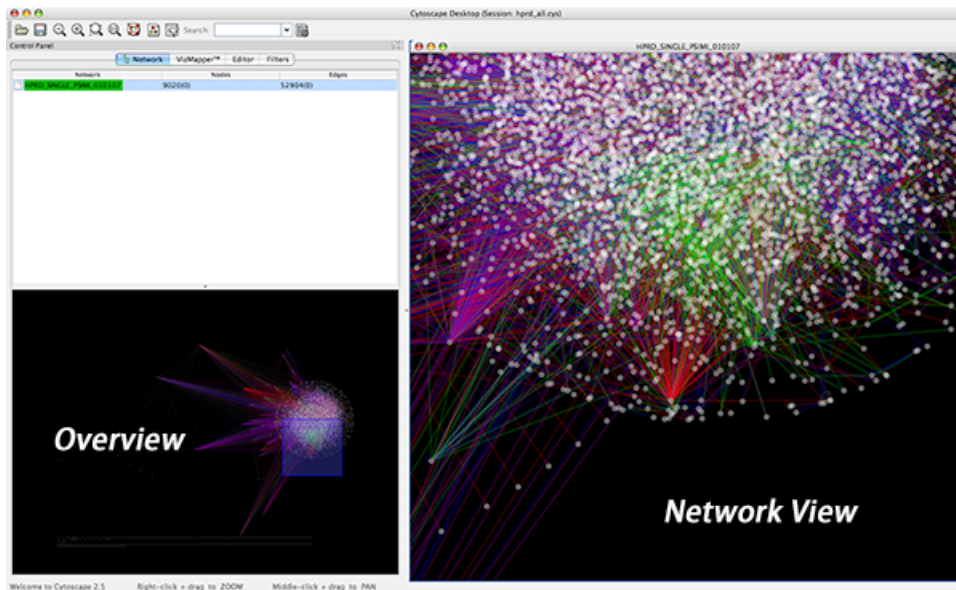 Cytoscape Desktop (Session: hprd_all.cys)
Search:
Control Panel
Network VizMapper™ Editor Filters
Network Nodes Edges
HPRD_SINGLE_PSIMI_010107 9020(0) 52904(0)
HPRD_SINGLE_PSIMI_010107
Overview
Network View
Welcome to Cytoscape 2.5 Right-click + drag to ZOOM Middle-click + drag to PAN